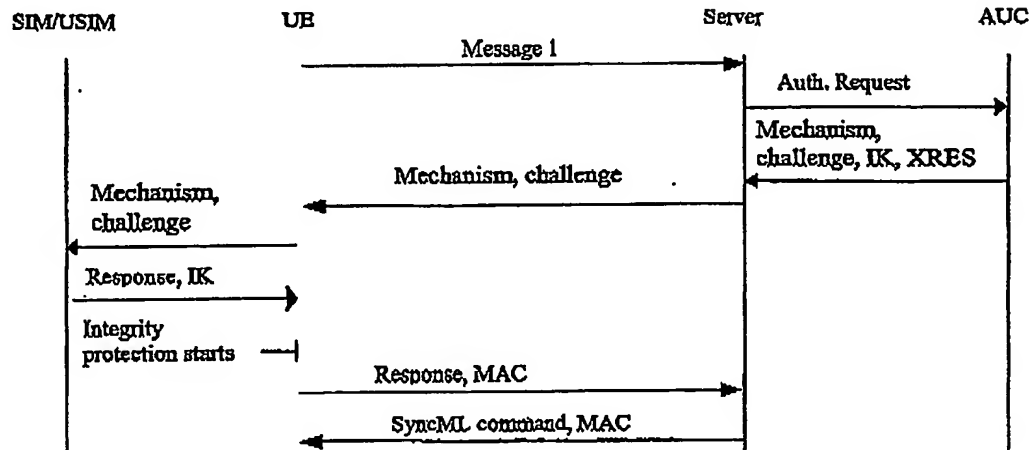 SIM/USIM
UE
Server
AUC
Message 1
Auth. Request
Mechanism,
challenge, IK, XRES
Mechanism, challenge
Mechanism,
challenge
Response, IK
Integrity
protection starts
Response, MAC
SyncML command, MAC